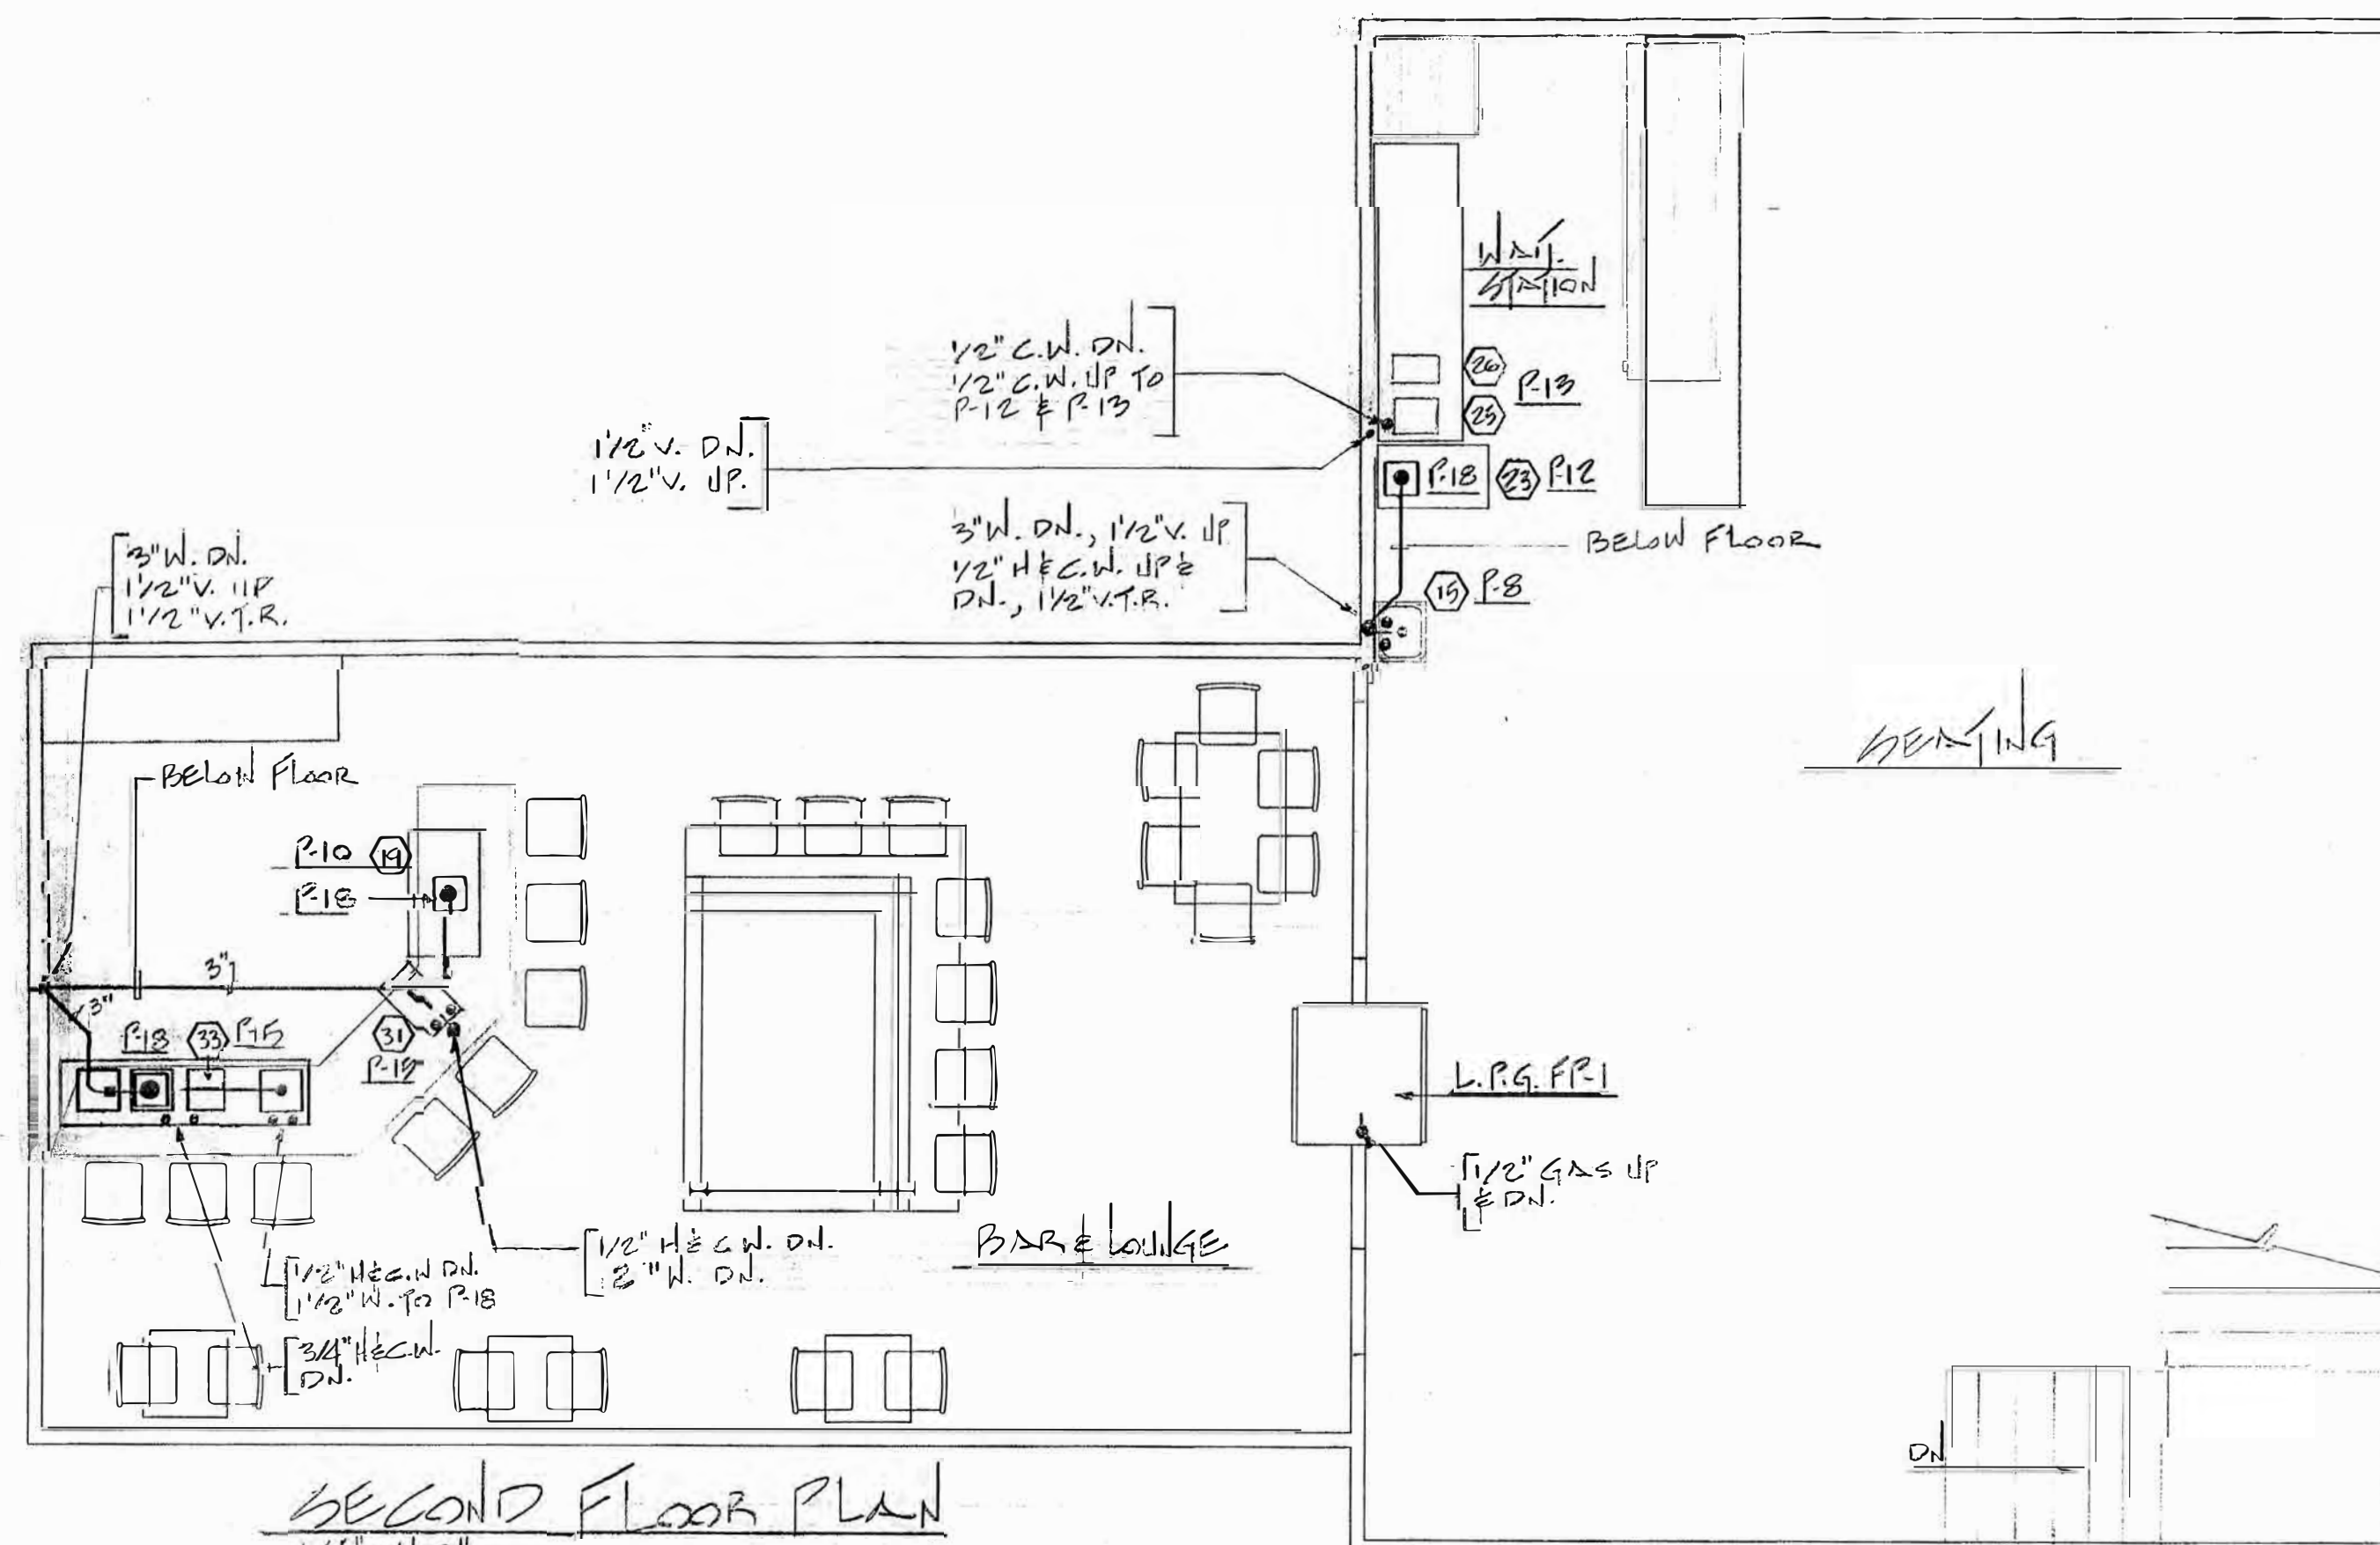 WAIT.
STATION
1/2" C.W. DN.
1/2" C.W. UP TO
P-12 & P-13
26
P-13
25
1 1/2" V. DN.
1 1/2" V. UP.
P-18
23
P-12
3" W. DN., 1 1/2" V. UP
1/2" H & C.W. UP &
DN., 1 1/2" V.T.R.
BELOW FLOOR
3" W. DN.
1 1/2" V. UP
1 1/2" V.T.R.
15
P-8
SEATING
BELOW FLOOR
P-10
19
P-18
3"
3"
P-18
33
P-15
31
L.P.G. FP-1
1/2" GAS UP
& DN.
1/2" H & C.W. DN.
2" W. DN.
BAR & LOUNGE
1/2" H & C.W DN.
1 1/2" W. TO P-18
3/4" H & C.W.
DN.
DN
SECOND FLOOR PLAN